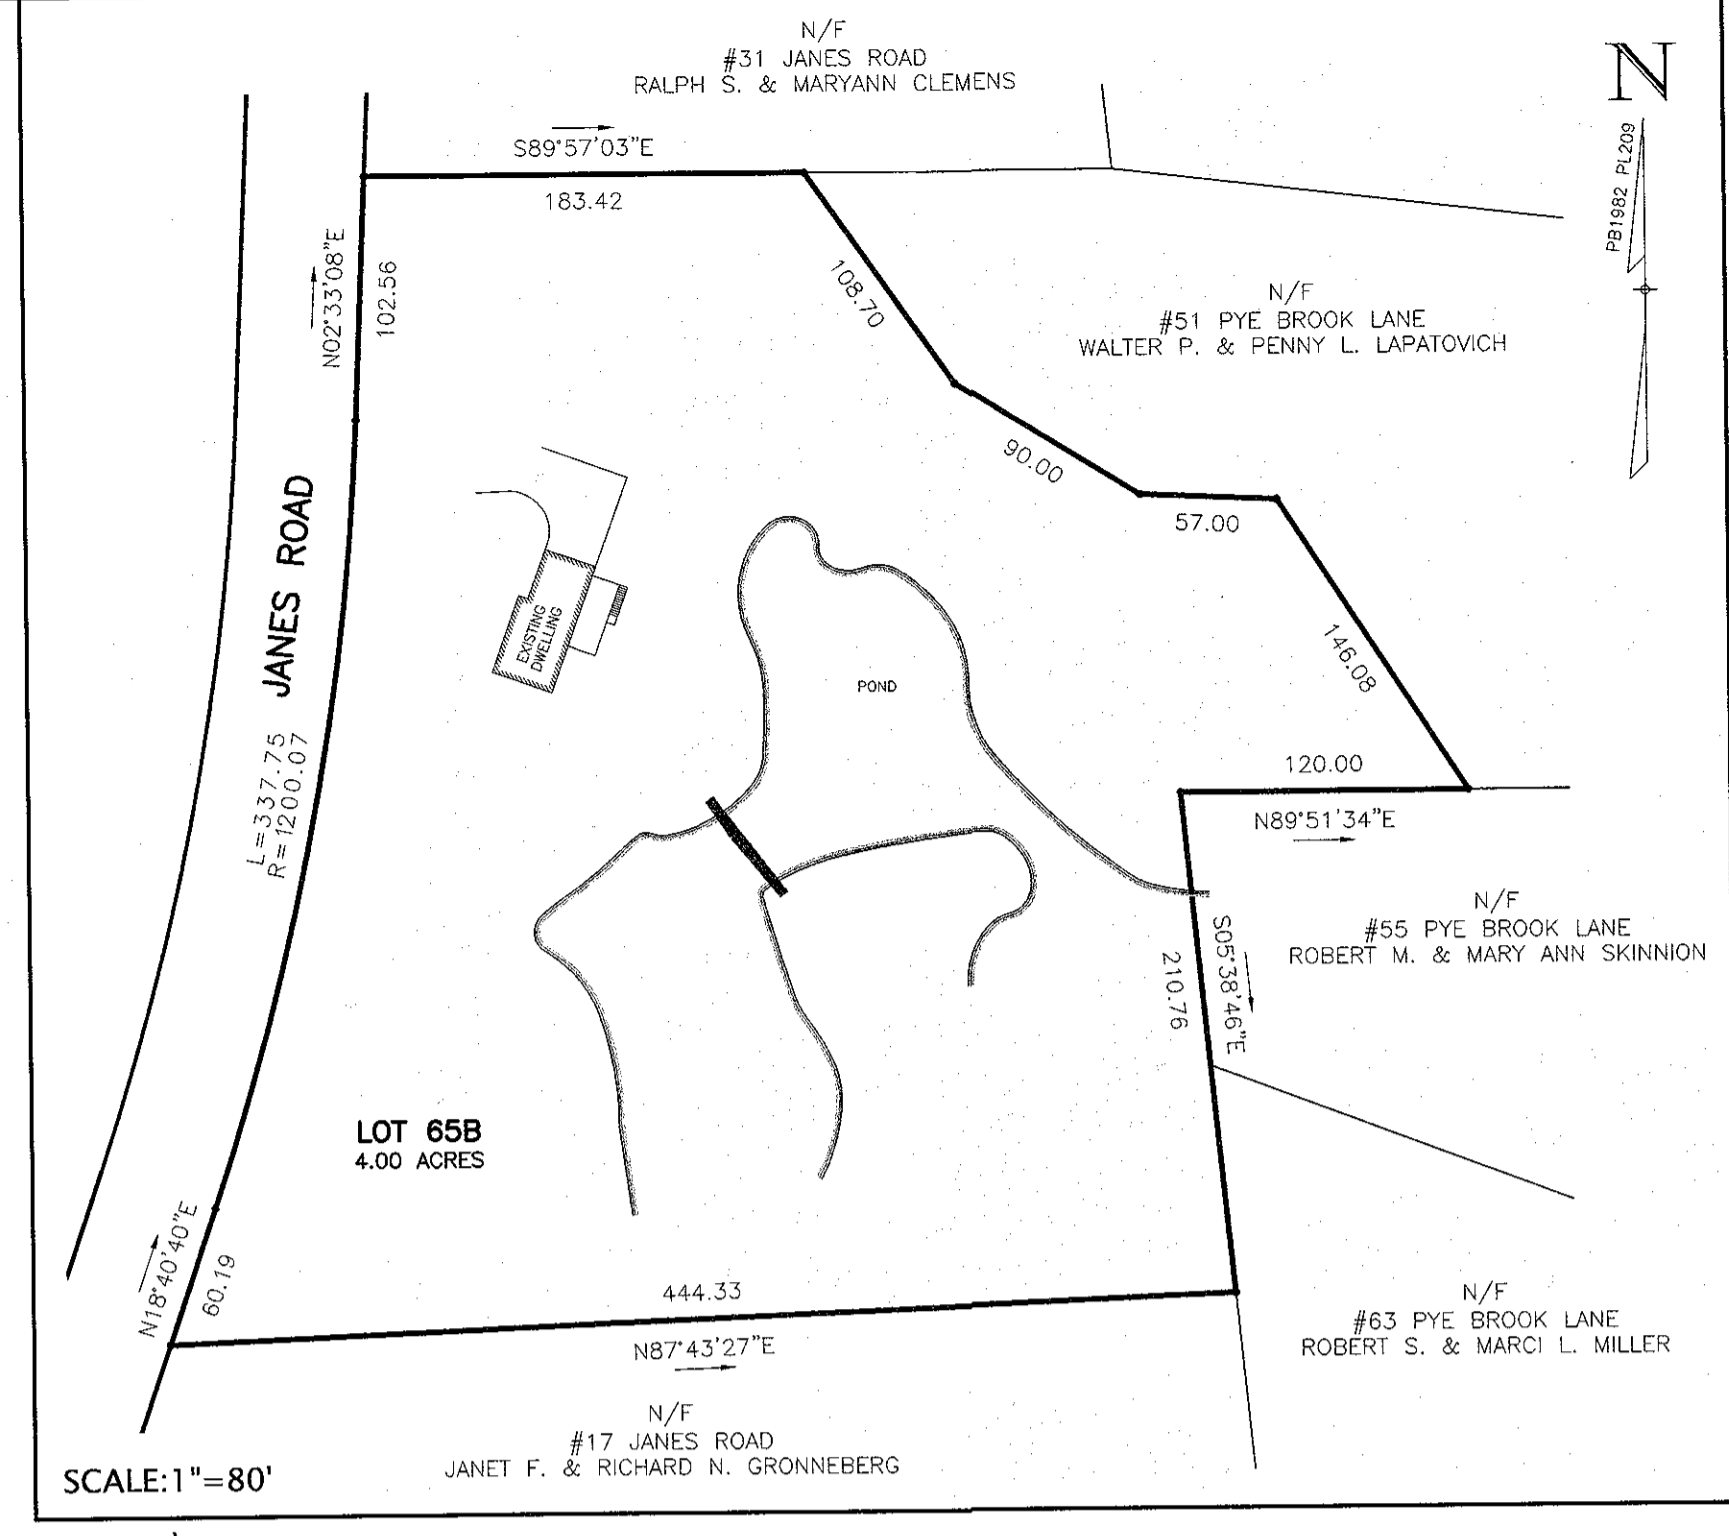 N/F
#31 JANES ROAD
RALPH S. & MARYANN CLEMENS
N
PB1982 PL209
S89°57'03"E
183.42
N02°33'08"E
102.56
108.70
N/F
#51 PYE BROOK LANE
WALTER P. & PENNY L. LAPATOVICH
90.00
57.00
JANES ROAD
L=337.75
R=1200.07
EXISTING
DWELLING
POND
146.08
120.00
N89°51'34"E
N/F
#55 PYE BROOK LANE
ROBERT M. & MARY ANN SKINNION
S05°38'46"E
210.76
LOT 65B
4.00 ACRES
N18°40'40"E
60.19
444.33
N87°43'27"E
N/F
#63 PYE BROOK LANE
ROBERT S. & MARCI L. MILLER
N/F
#17 JANES ROAD
JANET F. & RICHARD N. GRONNEBERG
SCALE:1"=80'